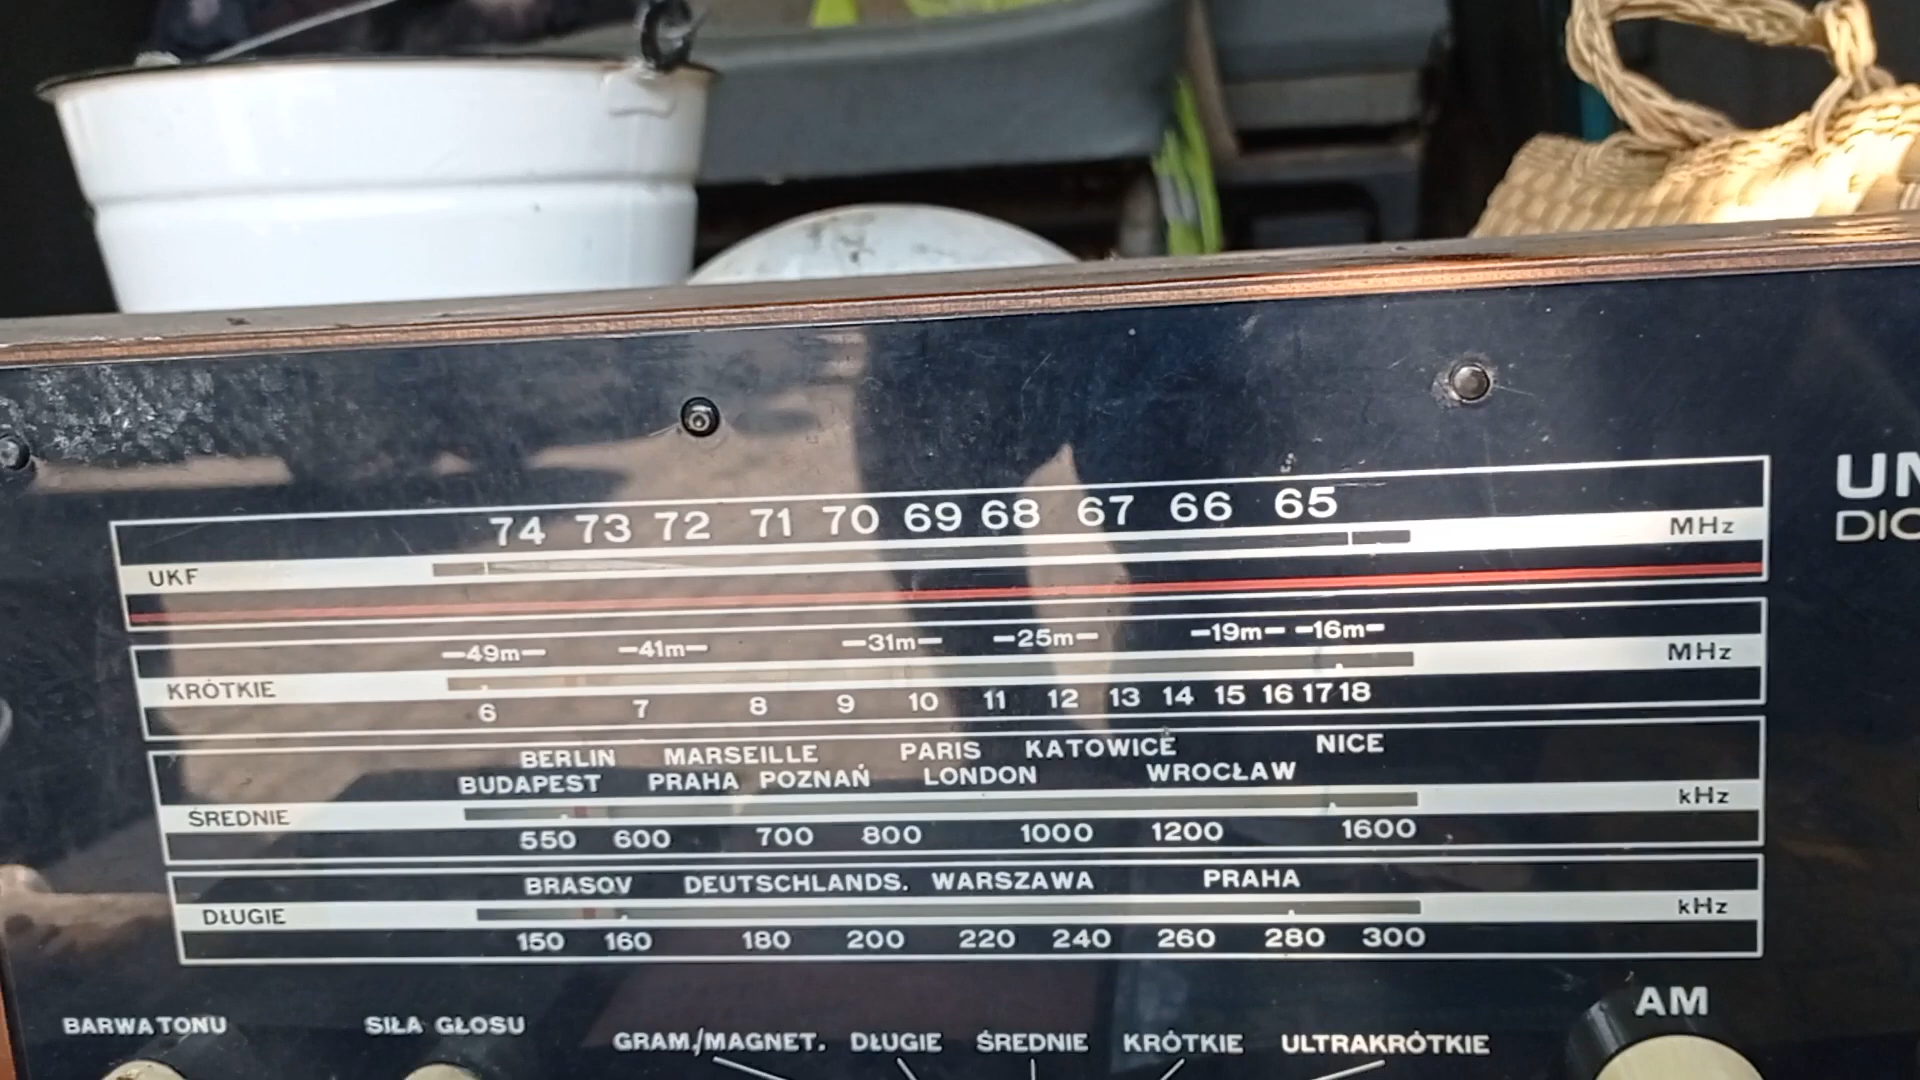 74 73 72 71 70 69 68 67 66 65
UKF MHz
UN
DIO
—49m— —41m— —31m— —25m— —19m— —16m—
KRÓTKIE MHz
6 7 8 9 10 11 12 13 14 15 16 17 18
BERLIN MARSEILLE PARIS KATOWICE NICE
BUDAPEST PRAHA POZNAŃ LONDON WROCŁAW
ŚREDNIE kHz
550 600 700 800 1000 1200 1600
BRASOV DEUTSCHLANDS. WARSZAWA PRAHA
DŁUGIE kHz
150 160 180 200 220 240 260 280 300
BARWA TONU SIŁA GŁOSU GRAM./MAGNET. DŁUGIE ŚREDNIE KRÓTKIE ULTRAKRÓTKIE AM